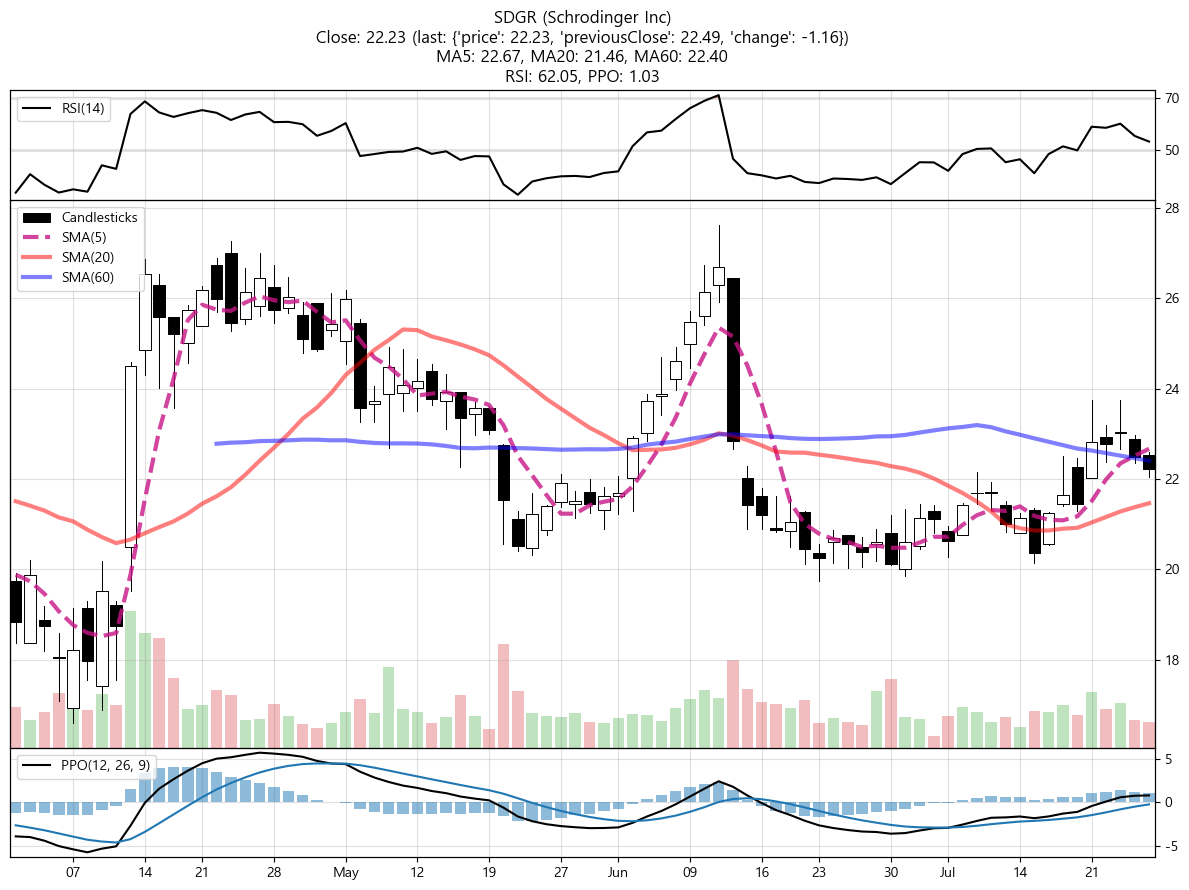 SDGR (Schrodinger Inc)
Close: 22.23 (last: {'price': 22.23, 'previousClose': 22.49, 'change': -1.16})
MA5: 22.67, MA20: 21.46, MA60: 22.40
RSI: 62.05, PPO: 1.03
RSI(14)
70
50
Candlesticks
SMA(5)
SMA(20)
SMA(60)
28
26
24
22
20
18
PPO(12, 26, 9)
5
0
-5
07 14 21 28 May 12 19 27 Jun 09 16 23 30 Jul 14 21